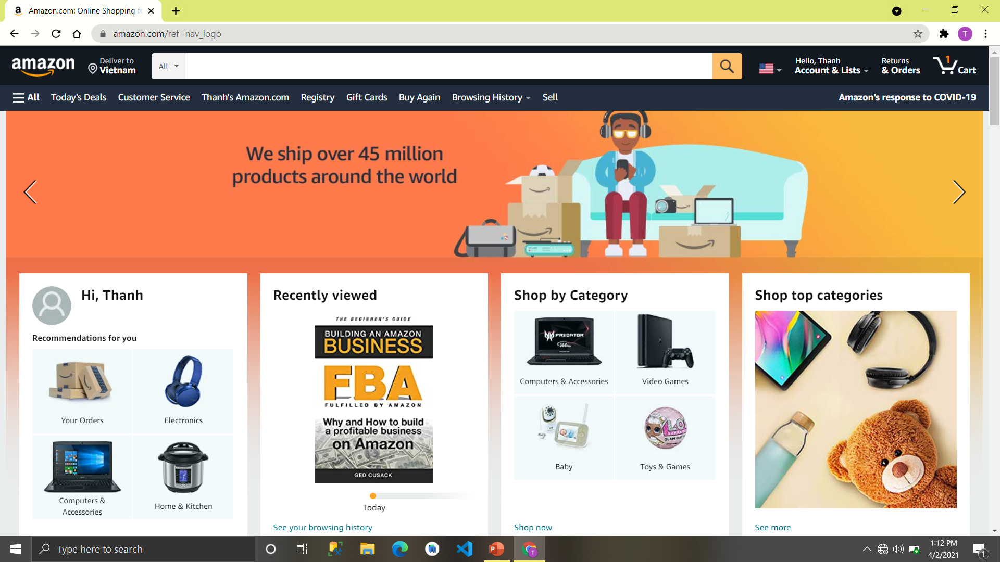 Amazon.com: Online Shopping fo
amazon.com/ref=nav_logo
T
amazon
Deliver to
Vietnam
All
Hello, Thanh
Account & Lists
Returns
& Orders
1
Cart
All
Today's Deals
Customer Service
Thanh's Amazon.com
Registry
Gift Cards
Buy Again
Browsing History
Sell
Amazon's response to COVID-19
We ship over 45 million
products around the world
Hi, Thanh
Recommendations for you
Your Orders
Electronics
Computers &
Accessories
Home & Kitchen
Recently viewed
THE BEGINNER'S GUIDE
BUILDING AN AMAZON
BUSINESS
FBA
FULFILLED BY AMAZON
Why and How to build
a profitable business
on Amazon
GED CUSACK
Today
See your browsing history
Shop by Category
PREDATOR
144Hz
Computers & Accessories
Video Games
Baby
L.O.L.
SURPRISE
GLAM GLITTER
Toys & Games
Shop now
Shop top categories
See more
Type here to search
P
T
1:12 PM
4/2/2021
1